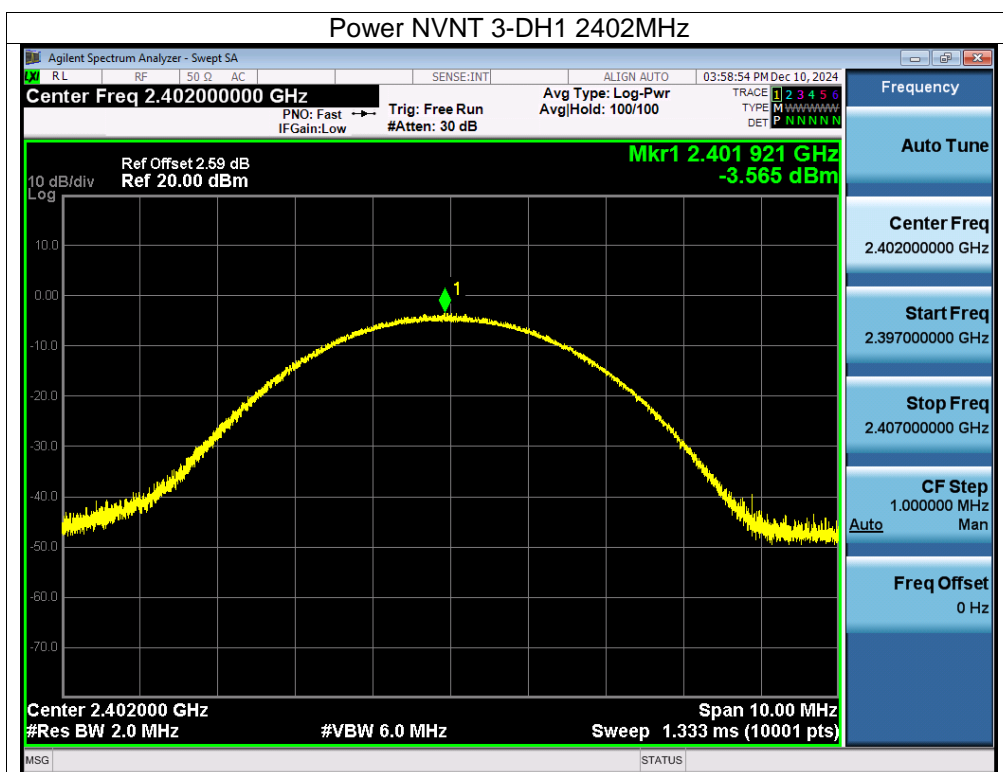 Power NVNT 3-DH1 2402MHz
Agilent Spectrum Analyzer - Swept SA
LXI RL RF 50 Ω AC SENSE:INT ALIGN AUTO 03:58:54 PM Dec 10, 2024
Center Freq 2.402000000 GHz
PNO: Fast
IFGain:Low
Trig: Free Run
#Atten: 30 dB
Avg Type: Log-Pwr
Avg|Hold: 100/100
TRACE 1 2 3 4 5 6
TYPE M WWWWW
DET P N N N N N
Ref Offset 2.59 dB
10 dB/div Ref 20.00 dBm
Log
Mkr1 2.401 921 GHz
-3.565 dBm
1
10.0
0.00
-10.0
-20.0
-30.0
-40.0
-50.0
-60.0
-70.0
Center 2.402000 GHz Span 10.00 MHz
#Res BW 2.0 MHz #VBW 6.0 MHz Sweep 1.333 ms (10001 pts)
MSG STATUS
Frequency
Auto Tune
Center Freq
2.402000000 GHz
Start Freq
2.397000000 GHz
Stop Freq
2.407000000 GHz
CF Step
1.000000 MHz
Auto Man
Freq Offset
0 Hz